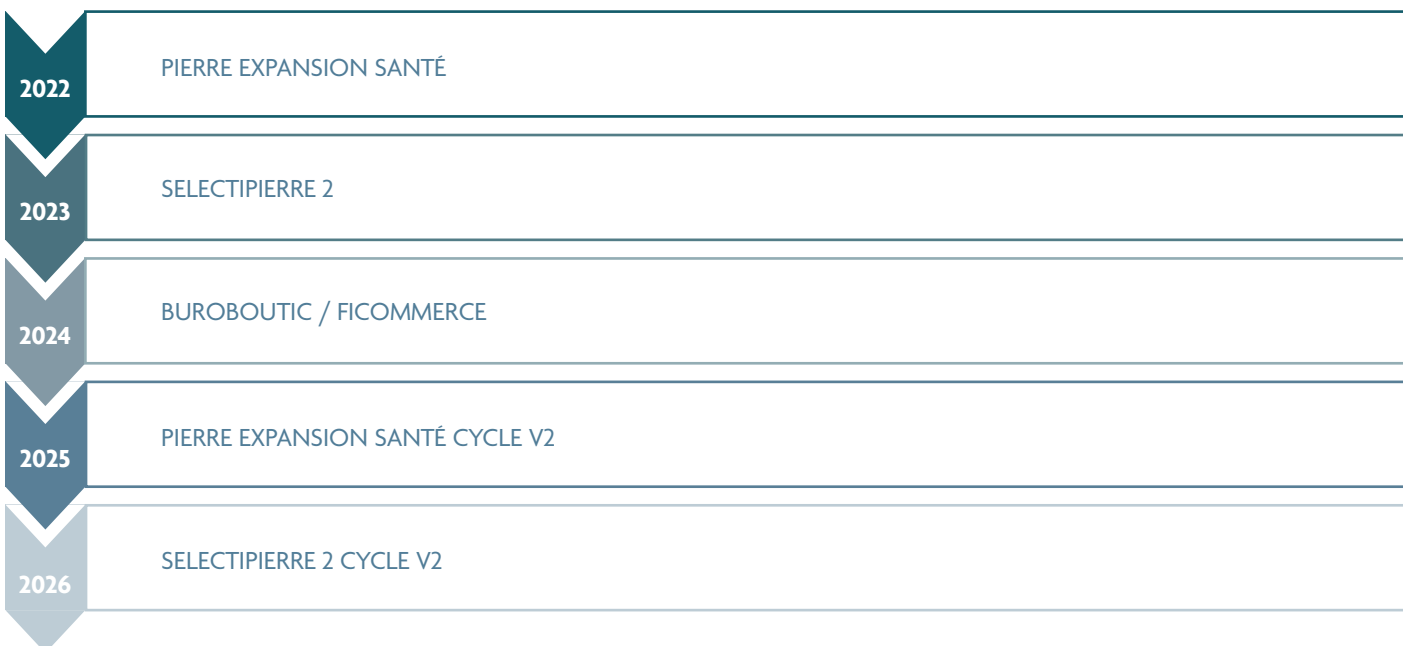 2022
PIERRE EXPANSION SANTÉ
2023
SELECTIPIERRE 2
2024
BUROBOUTIC / FICOMMERCE
2025
PIERRE EXPANSION SANTÉ CYCLE V2
2026
SELECTIPIERRE 2 CYCLE V2